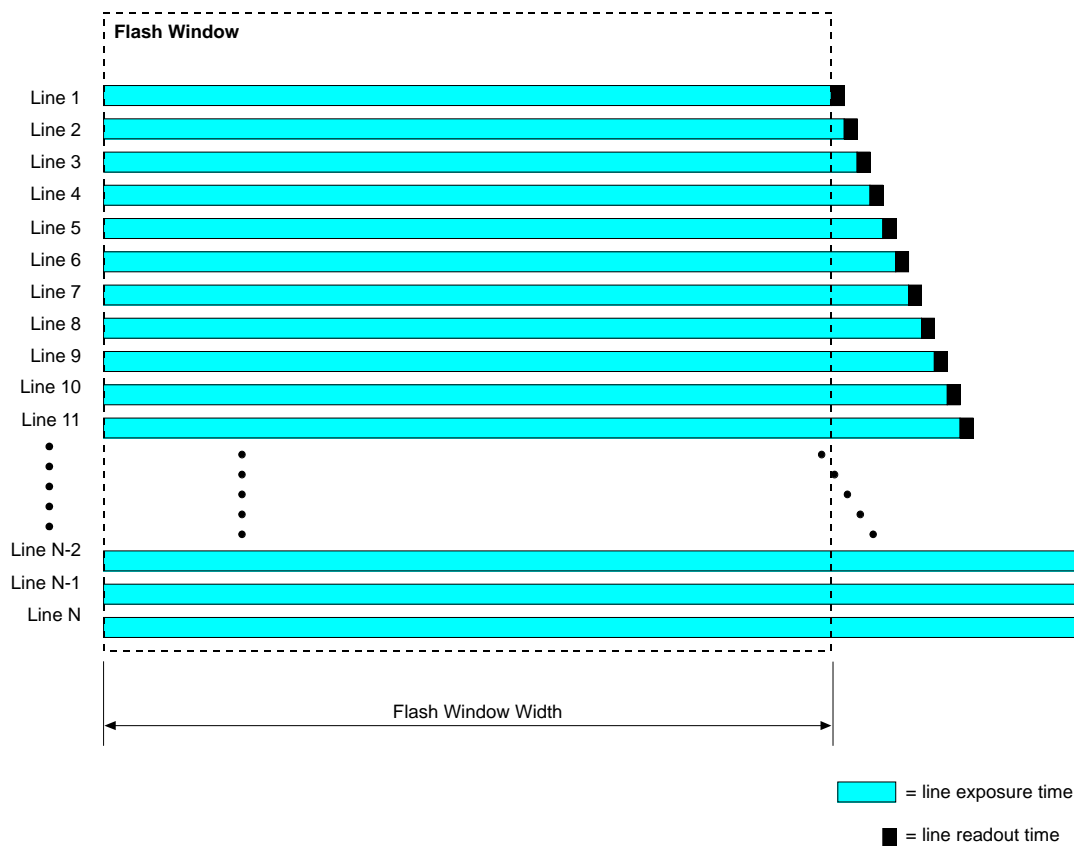 Flash Window
Line 1
Line 2
Line 3
Line 4
Line 5
Line 6
Line 7
Line 8
Line 9
Line 10
Line 11
Line N-2
Line N-1
Line N
Flash Window Width
= line exposure time
= line readout time